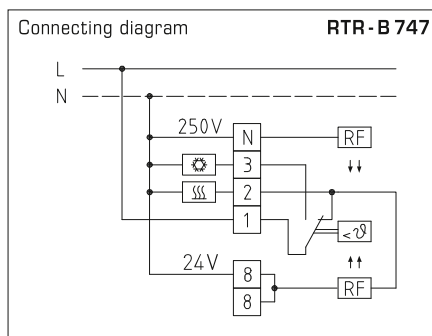 Connecting diagram RTR-B 747
L
N
250V N RF
3
2
1 <ϑ
24V 8 RF
8